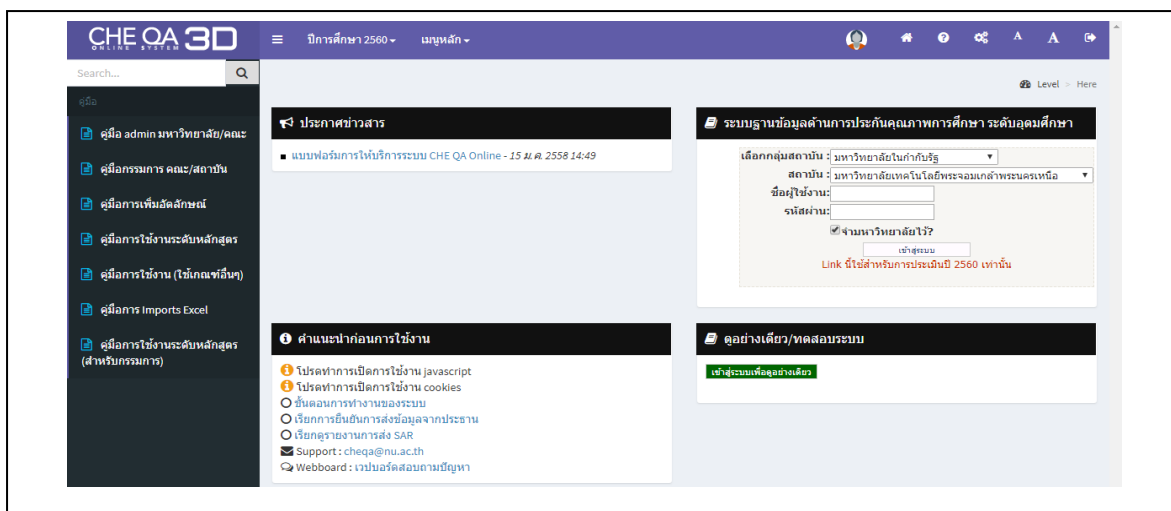 CHE QA 3D
ONLINE SYSTEM
ปีการศึกษา 2560
เมนูหลัก
A A
Search...
Level > Here
คู่มือ
คู่มือ admin มหาวิทยาลัย/คณะ
คู่มือกรรมการ คณะ/สถาบัน
คู่มือการเพิ่มอัตลักษณ์
คู่มือการใช้งานระดับหลักสูตร
คู่มือการใช้งาน (ใช้เกณฑ์อื่นๆ)
คู่มือการ Imports Excel
คู่มือการใช้งานระดับหลักสูตร
(สำหรับกรรมการ)
ประกาศข่าวสาร
แบบฟอร์มการให้บริการระบบ CHE QA Online - 15 ม.ค. 2558 14:49
ระบบฐานข้อมูลด้านการประกันคุณภาพการศึกษา ระดับอุดมศึกษา
เลือกกลุ่มสถาบัน : มหาวิทยาลัยในกำกับรัฐ
สถาบัน : มหาวิทยาลัยเทคโนโลยีพระจอมเกล้าพระนครเหนือ
ชื่อผู้ใช้งาน:
รหัสผ่าน:
จำมหาวิทยาลัยไว้?
เข้าสู่ระบบ
Link นี้ใช้สำหรับการประเมินปี 2560 เท่านั้น
คำแนะนำก่อนการใช้งาน
โปรดทำการเปิดการใช้งาน javascript
โปรดทำการเปิดการใช้งาน cookies
ขั้นตอนการทำงานของระบบ
เรียกการยืนยันการส่งข้อมูลจากประธาน
เรียกดูรายงานการส่ง SAR
Support : cheqa@nu.ac.th
Webboard : เวปบอร์ดสอบถามปัญหา
ดูอย่างเดียว/ทดสอบระบบ
เข้าสู่ระบบเพื่อดูอย่างเดียว